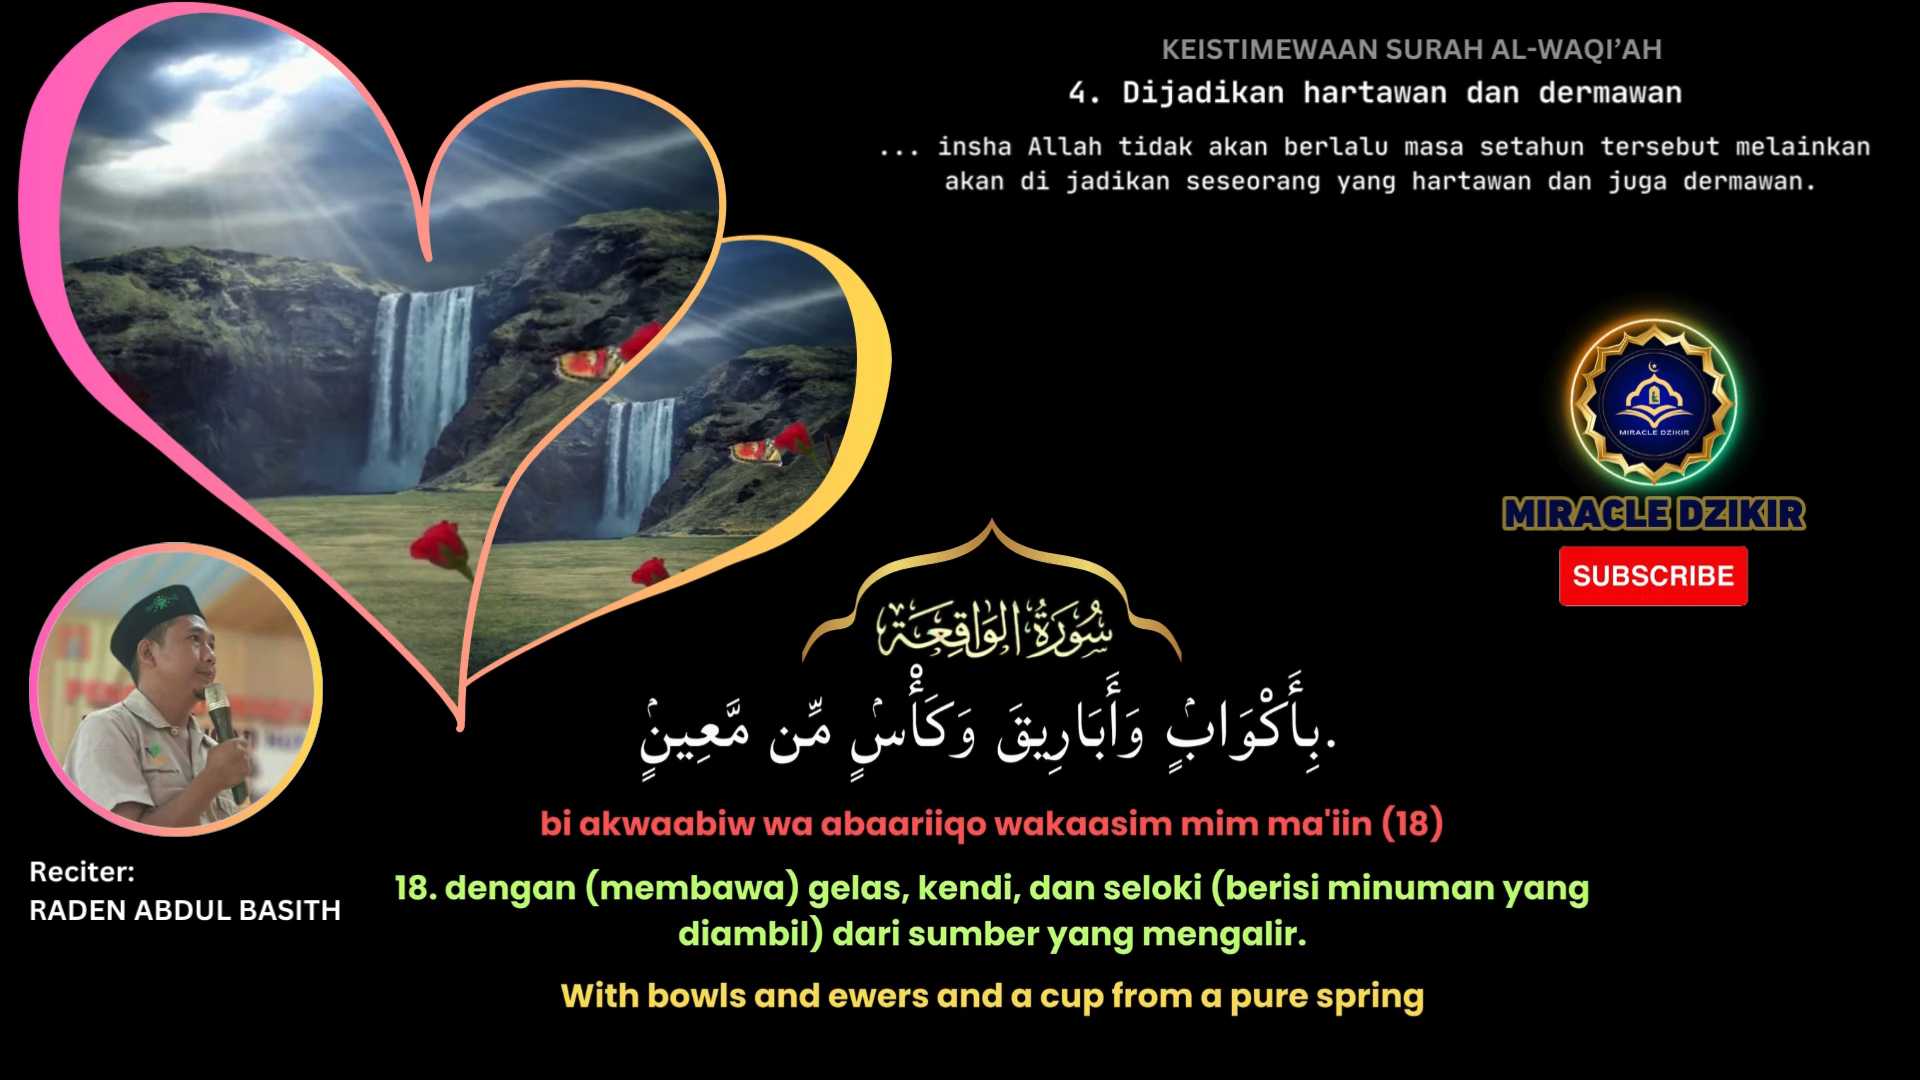 KEISTIMEWAAN SURAH AL-WAQI’AH
4. Dijadikan hartawan dan dermawan
... insha Allah tidak akan berlalu masa setahun tersebut melainkan
akan di jadikan seseorang yang hartawan dan juga dermawan.
MIRACLE DZIKIR
MIRACLE DZIKIR
SUBSCRIBE
سُورَةُ الوَاقِعَة
بِأَكْوَابٍۢ وَأَبَارِيقَ وَكَأْسٍۢ مِّن مَّعِينٍۢ.
bi akwaabiw wa abaariiqo wakaasim mim ma'iin (18)
18. dengan (membawa) gelas, kendi, dan seloki (berisi minuman yang
diambil) dari sumber yang mengalir.
With bowls and ewers and a cup from a pure spring
Reciter:
RADEN ABDUL BASITH